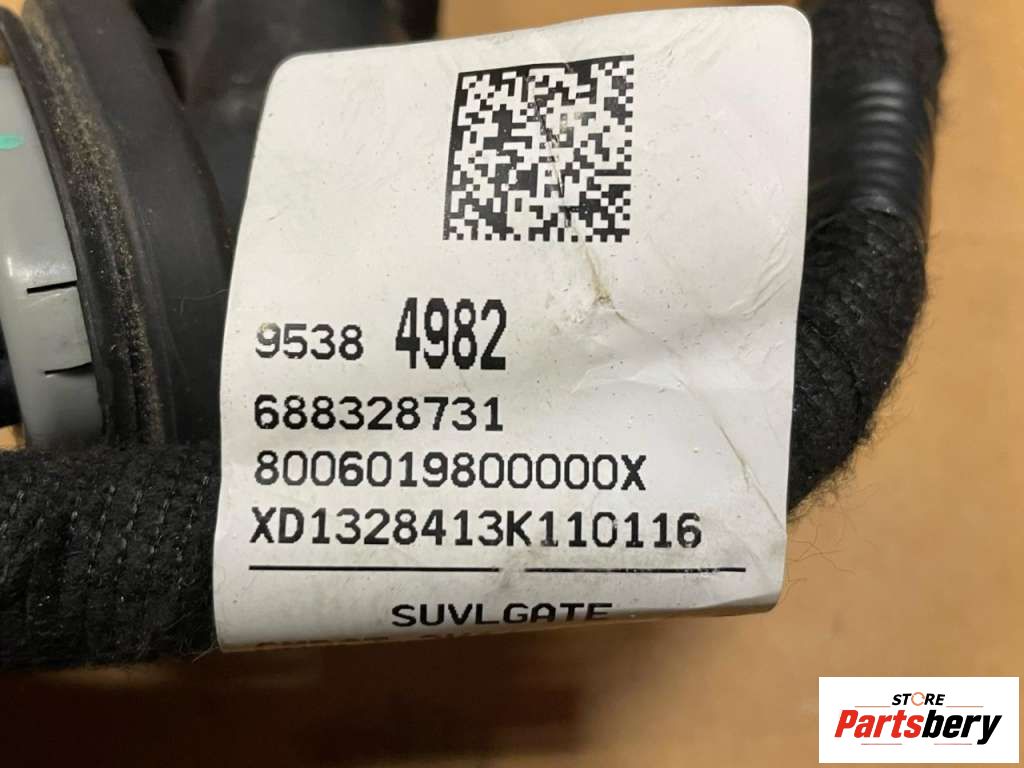 9538 4982
688328731
8006019800000X
XD1328413K110116
SUVLGATE
STORE
Partsbery